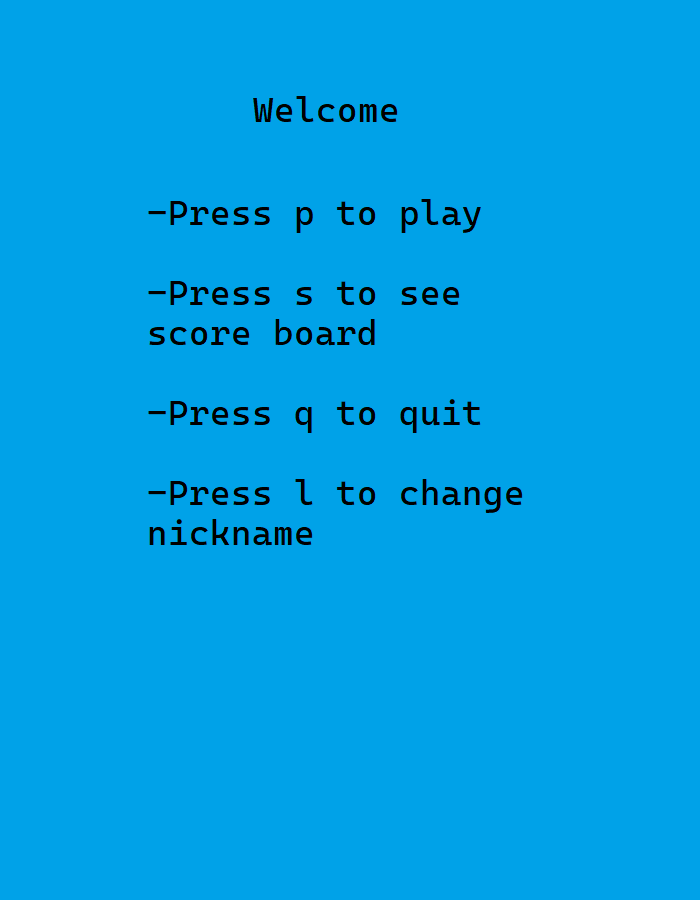 Welcome
-Press p to play
-Press s to see
score board
-Press q to quit
-Press l to change
nickname